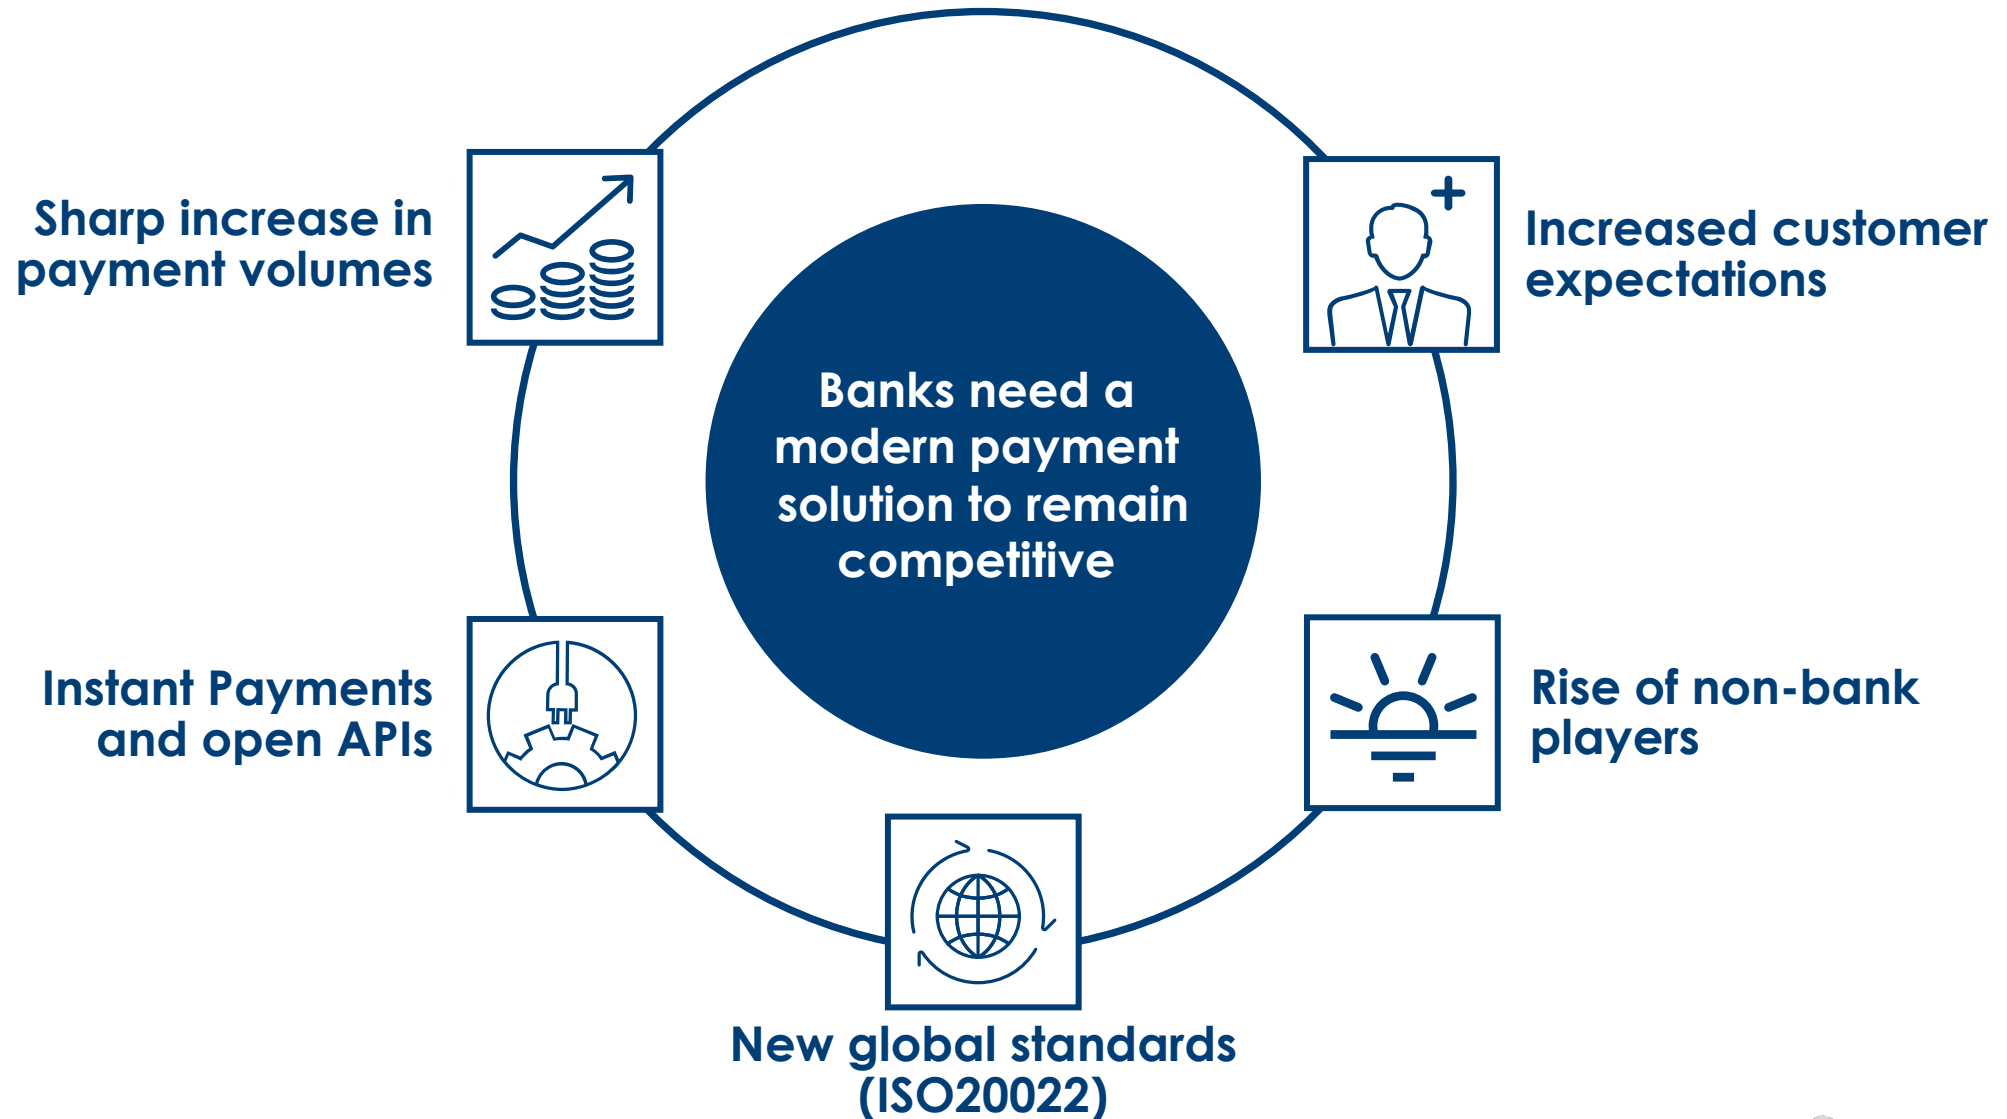 Sharp increase in
payment volumes
Increased customer
expectations
Banks need a
modern payment
solution to remain
competitive
Instant Payments
and open APIs
Rise of non-bank
players
New global standards
(ISO20022)